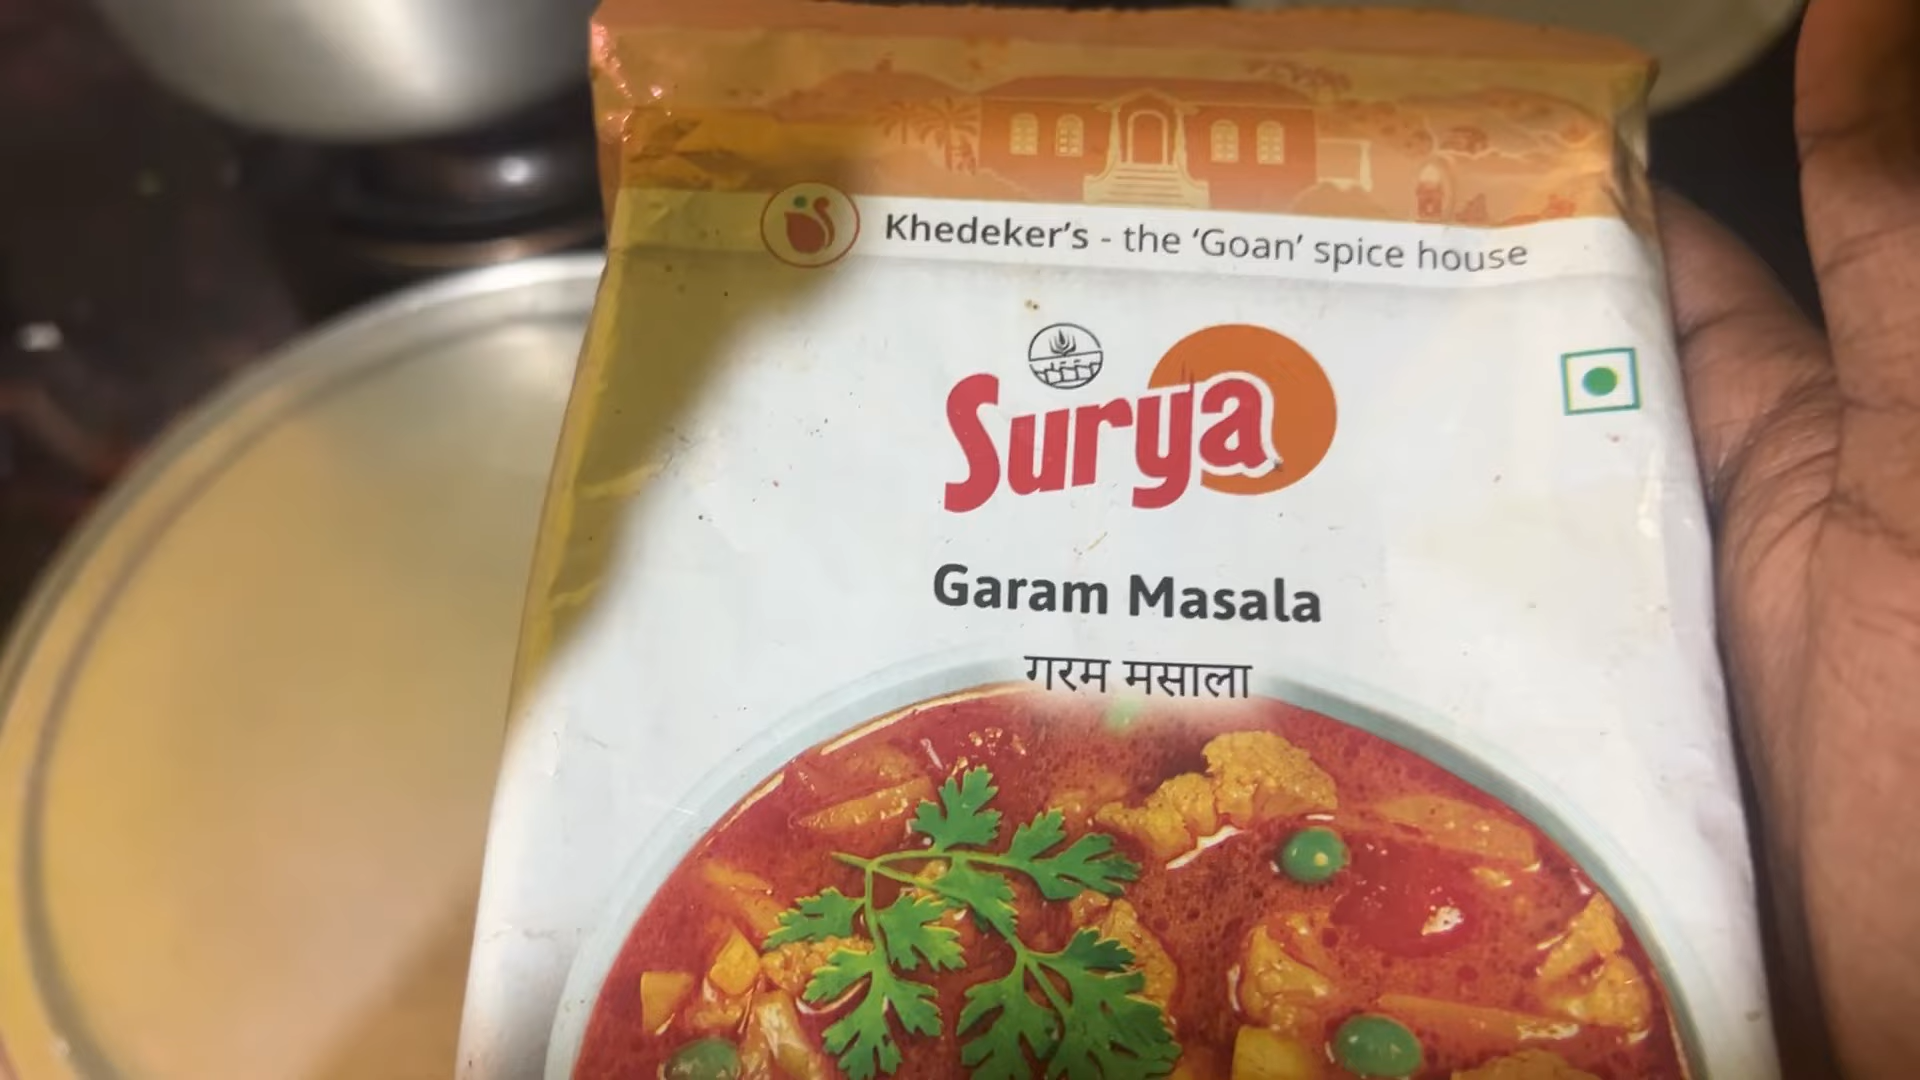 Khedeker's - the ‘Goan’ spice house
Surya
Garam Masala
गरम मसाला